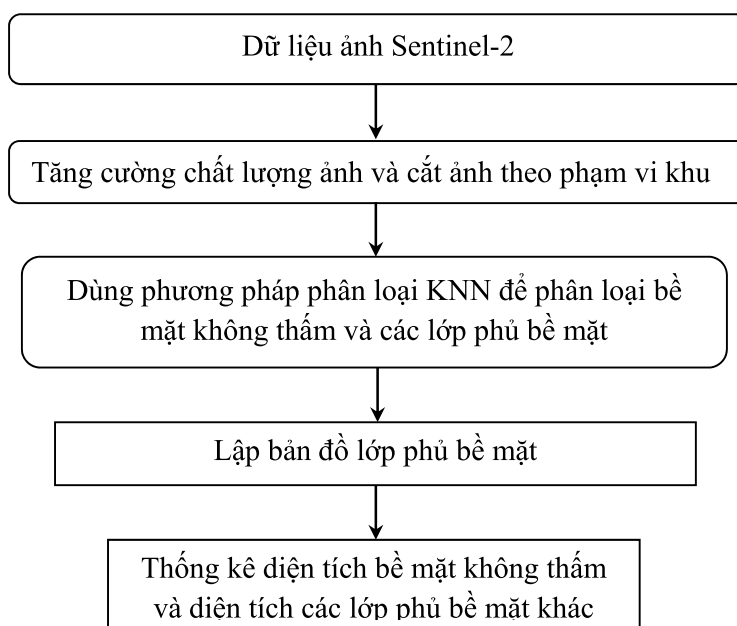 Dữ liệu ảnh Sentinel-2
Tăng cường chất lượng ảnh và cắt ảnh theo phạm vi khu
Dùng phương pháp phân loại KNN để phân loại bề
mặt không thấm và các lớp phủ bề mặt
Lập bản đồ lớp phủ bề mặt
Thống kê diện tích bề mặt không thấm
và diện tích các lớp phủ bề mặt khác